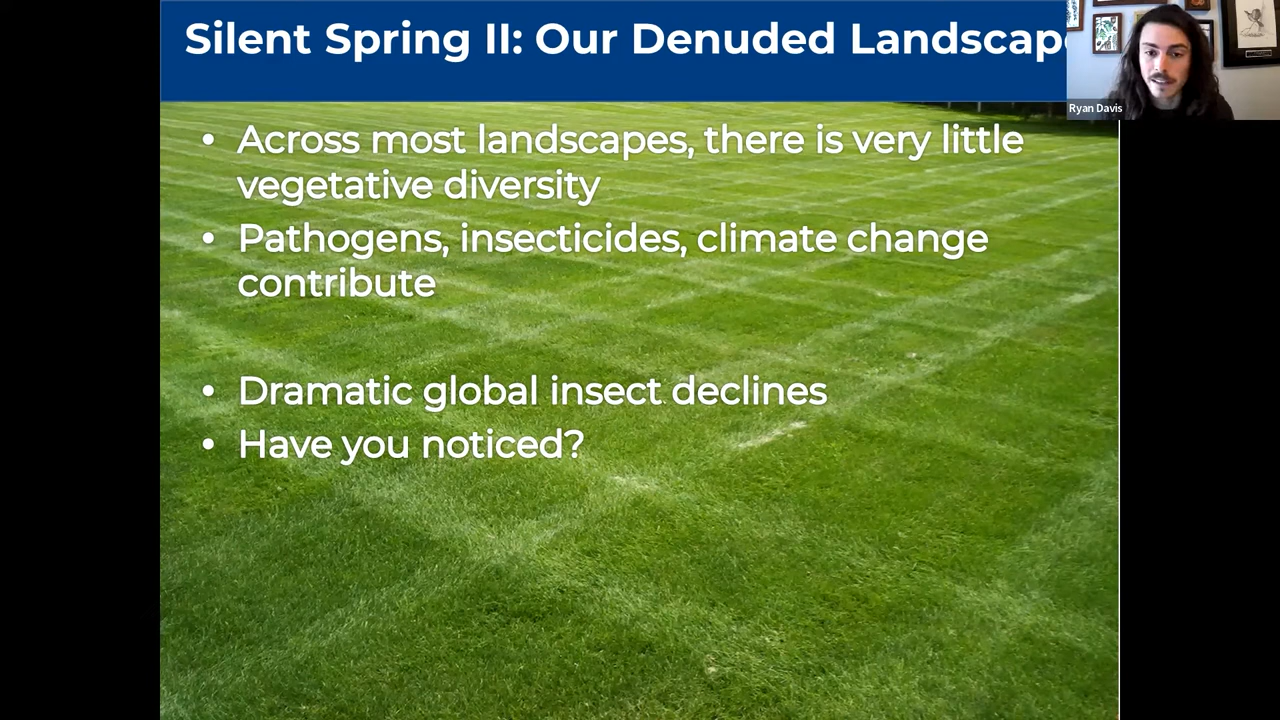 Silent Spring II: Our Denuded Landscap
Ryan Davis
• Across most landscapes, there is very little
vegetative diversity
• Pathogens, insecticides, climate change
contribute
• Dramatic global insect declines
• Have you noticed?